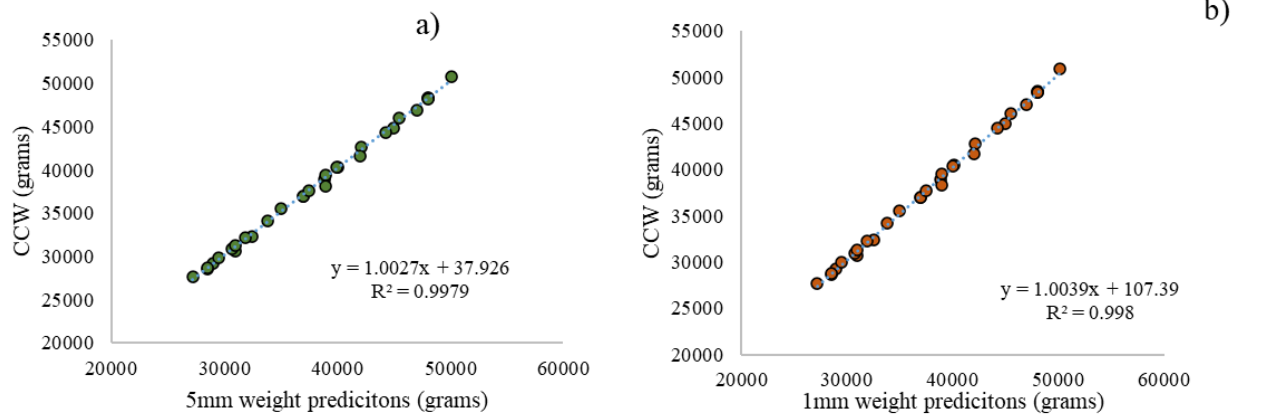 a)
55000
50000
45000
40000
35000
30000
25000
20000
CCW (grams)
y = 1.0027x + 37.926
R² = 0.9979
20000 30000 40000 50000 60000
5mm weight predicitons (grams)
b)
55000
50000
45000
40000
35000
30000
25000
20000
CCW (grams)
y = 1.0039x + 107.39
R² = 0.998
20000 30000 40000 50000 60000
1mm weight predicitons (grams)